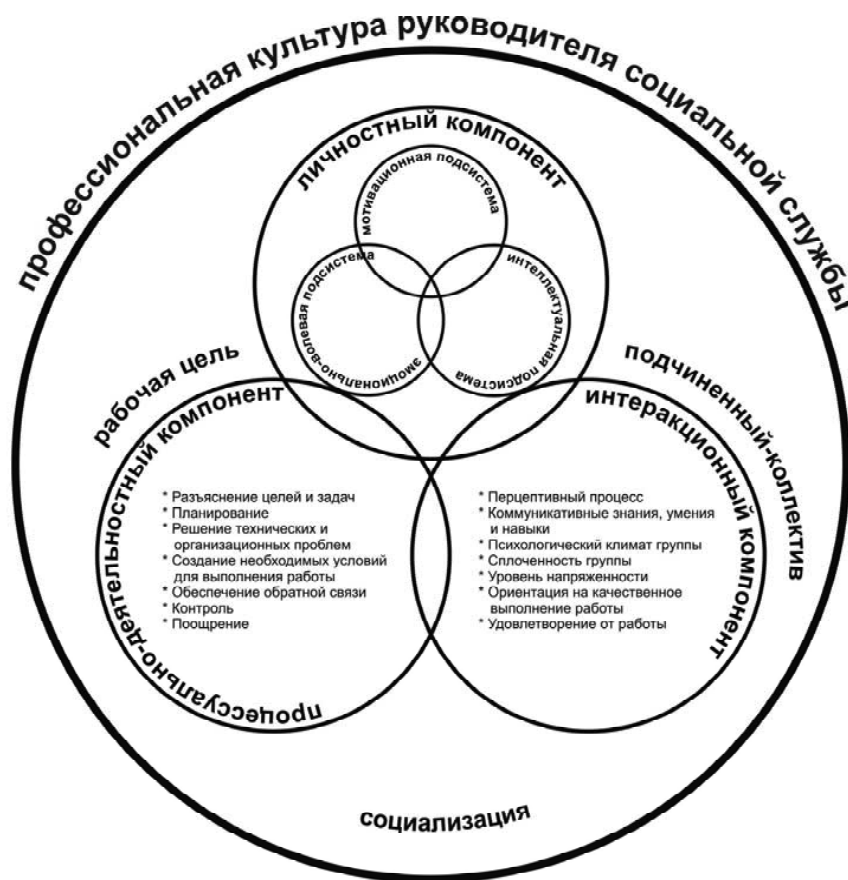 профессиональная культура руководителя социальной службы
личностный компонент
мотивационная подсистема
эмоционально-волевая подсистема
интеллектуальная подсистема
рабочая цель
подчиненный-коллектив
процессуально-деятельностный компонент
* Разъяснение целей и задач
* Планирование
* Решение технических и
организационных проблем
* Создание необходимых условий
для выполнения работы
* Обеспечение обратной связи
* Контроль
* Поощрение
интеракционный компонент
* Перцептивный процесс
* Коммуникативные знания, умения
и навыки
* Психологический климат группы
* Сплоченность группы
* Уровень напряженности
* Ориентация на качественное
выполнение работы
* Удовлетворение от работы
социализация